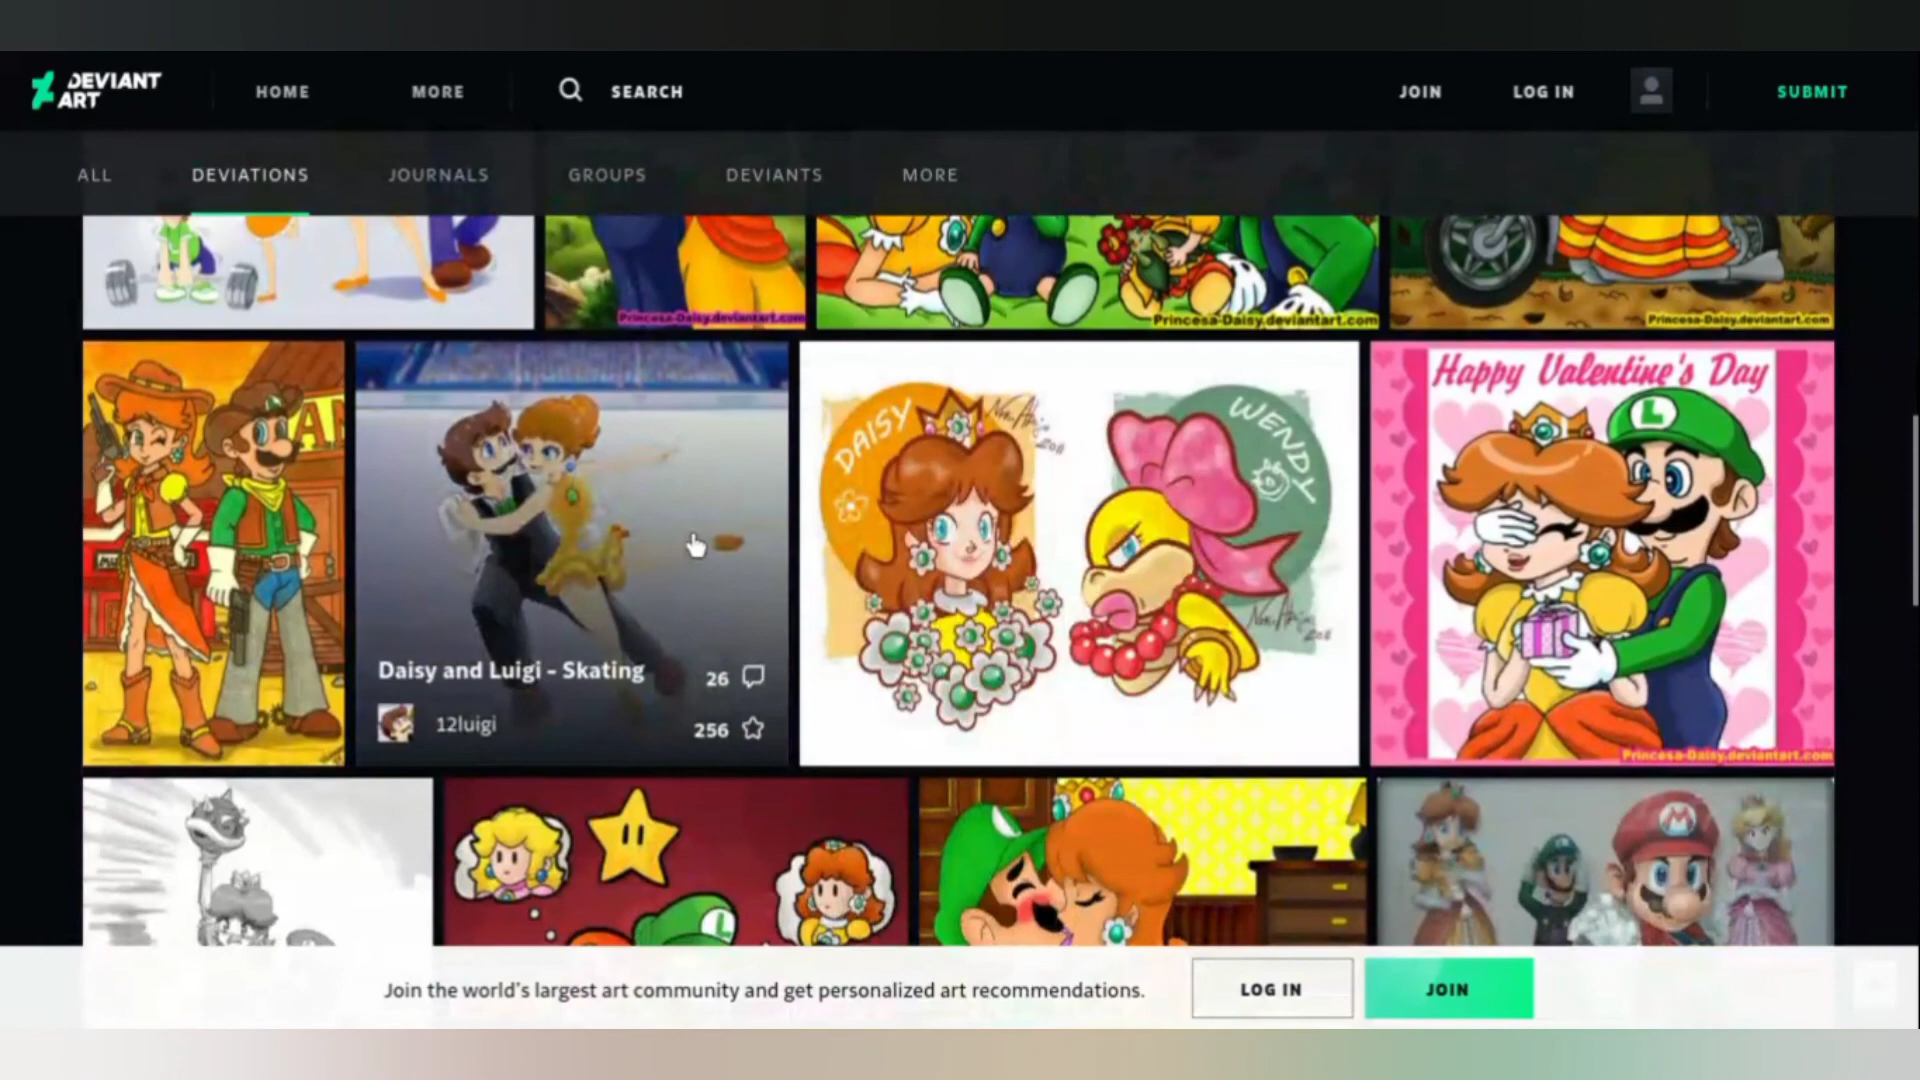 DEVIANT
ART
HOME
MORE
SEARCH
JOIN
LOG IN
SUBMIT
ALL
DEVIATIONS
JOURNALS
GROUPS
DEVIANTS
MORE
Princesa-Daisy.deviantart.com
Princesa-Daisy.deviantart.com
Princesa-Daisy.deviantart.com
Daisy and Luigi - Skating
26
12luigi
256
DAISY
2011
WENDY
2011
Happy Valentine's Day
L
Princesa-Daisy.deviantart.com
L
M
Join the world's largest art community and get personalized art recommendations.
LOG IN
JOIN